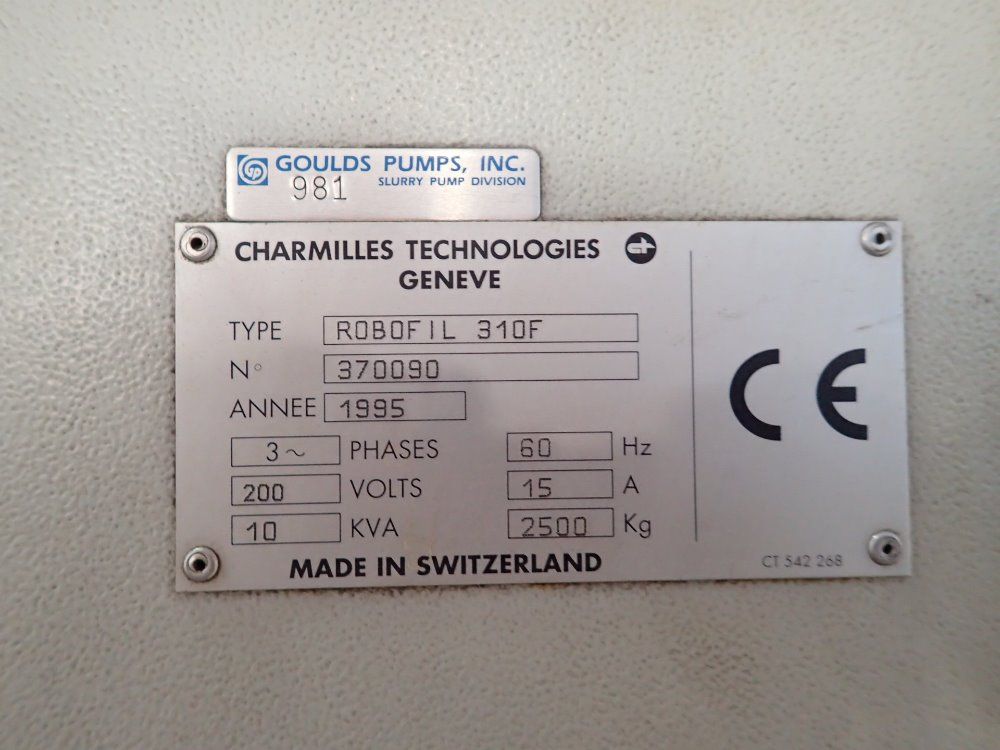 GOULDS PUMPS, INC.
981 SLURRY PUMP DIVISION
CHARMILLES TECHNOLOGIES
GENEVE
TYPE ROBOFIL 310F
N° 370090
ANNEE 1995
3~ PHASES 60 Hz
200 VOLTS 15 A
10 KVA 2500 Kg
MADE IN SWITZERLAND
CE
CT 542 268